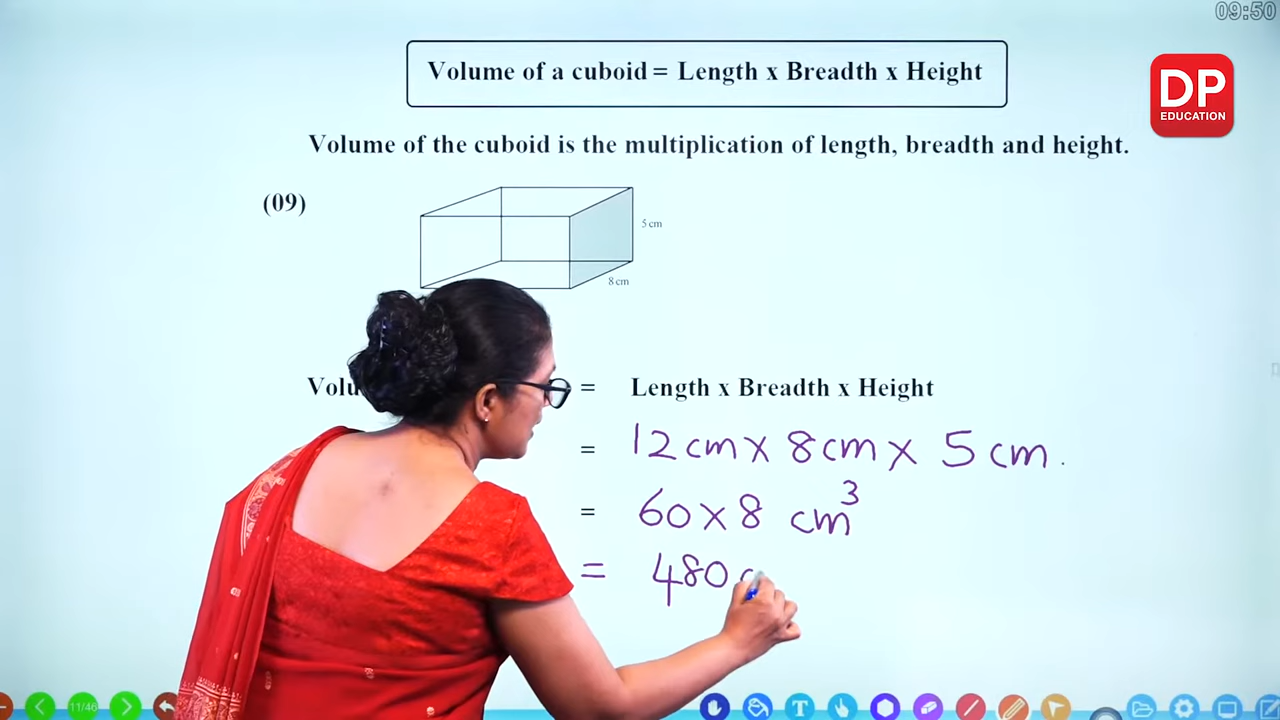 09:50
Volume of a cuboid = Length x Breadth x Height
DP
EDUCATION
Volume of the cuboid is the multiplication of length, breadth and height.
(09)
5 cm
8 cm
= Length x Breadth x Height
= 12 cm x 8 cm x 5 cm.
= 60 x 8 cm³
= 480 c
11/46